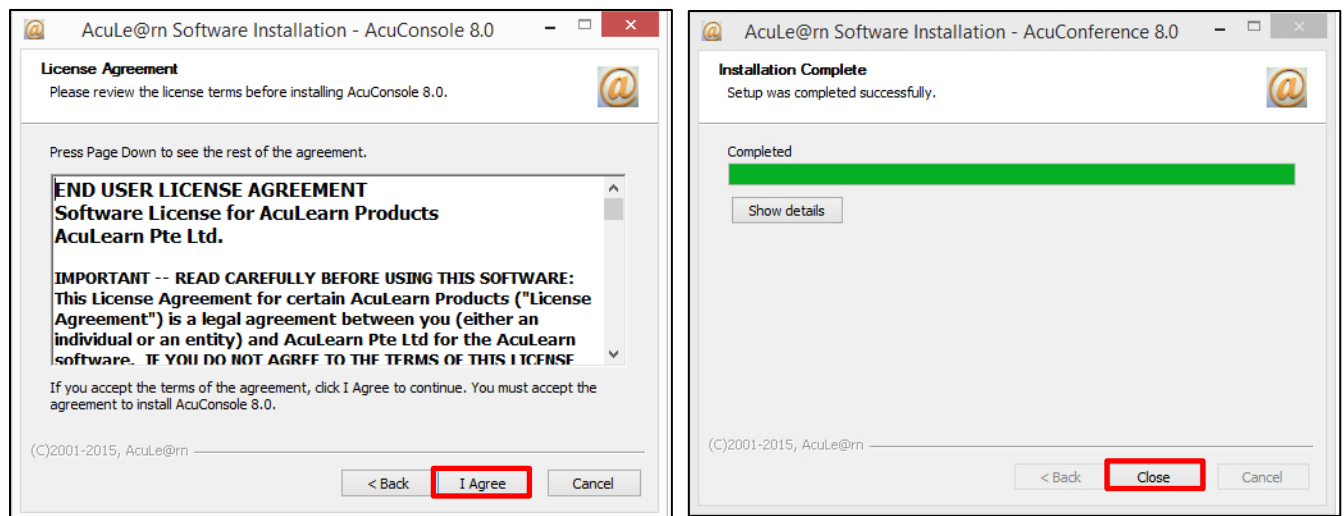 AcuLe@rn Software Installation - AcuConsole 8.0
License Agreement
Please review the license terms before installing AcuConsole 8.0.
Press Page Down to see the rest of the agreement.
END USER LICENSE AGREEMENT
Software License for AcuLearn Products
AcuLearn Pte Ltd.
IMPORTANT -- READ CAREFULLY BEFORE USING THIS SOFTWARE:
This License Agreement for certain AcuLearn Products ("License
Agreement") is a legal agreement between you (either an
individual or an entity) and AcuLearn Pte Ltd for the AcuLearn
software. IF YOU DO NOT AGREE TO THE TERMS OF THIS LICENSE
If you accept the terms of the agreement, click I Agree to continue. You must accept the
agreement to install AcuConsole 8.0.
(C)2001-2015, AcuLe@rn
< Back I Agree Cancel
AcuLe@rn Software Installation - AcuConference 8.0
Installation Complete
Setup was completed successfully.
Completed
Show details
(C)2001-2015, AcuLe@rn
< Back Close Cancel